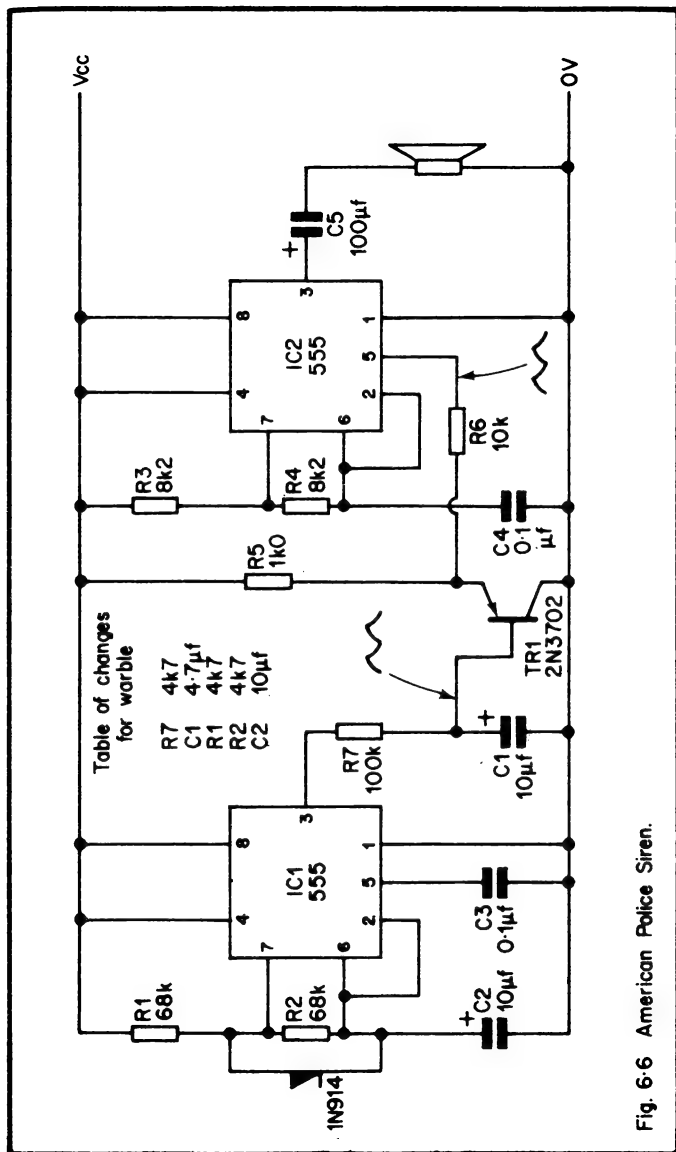 Vcc
0V
Table of changes
for warble
R7 4k7
C1 4.7μf
R1 4k7
R2 4k7
C2 10μf
R1
68k
R2
68k
1N914
C2
10μf
+
4
8
7
6
2
5
1
3
IC1
555
C3
0·1μf
R7
100k
C1
10μf
+
TR1
2N3702
R5
1k0
R3
8k2
R4
8k2
C4
0·1
μf
4
8
7
6
2
5
1
3
IC2
555
R6
10k
+
C5
100μf
Fig. 6·6 American Police Siren.